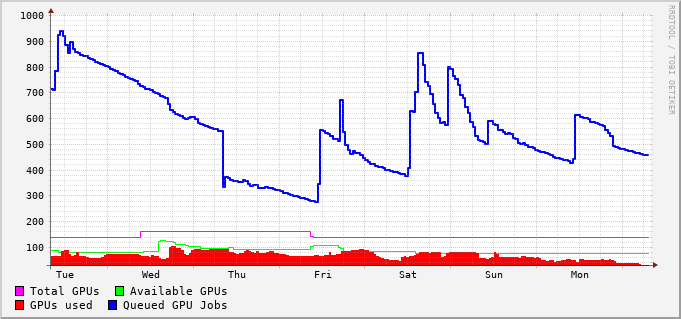 1000
900
800
700
600
500
400
300
200
100
Tue Wed Thu Fri Sat Sun Mon
Total GPUs Available GPUs
GPUs used Queued GPU Jobs
RRDTOOL / TOBI OETIKER